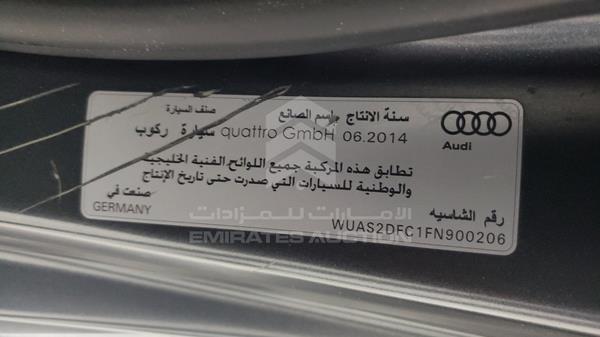 سنة الانتاج إسم الصانع صنف السيارة
06.2014 quattro GmbH سيارة ركوب
Audi
تطابق هذه المركبة جميع اللوائح الفنية الخليجية
والوطنية للسيارات التي صدرت حتى تاريخ الإنتاج
صنعت في
GERMANY
رقم الشاسيه
WUAS2DFC1FN900206
الامارات للمزادات
EMIRATES AUCTION